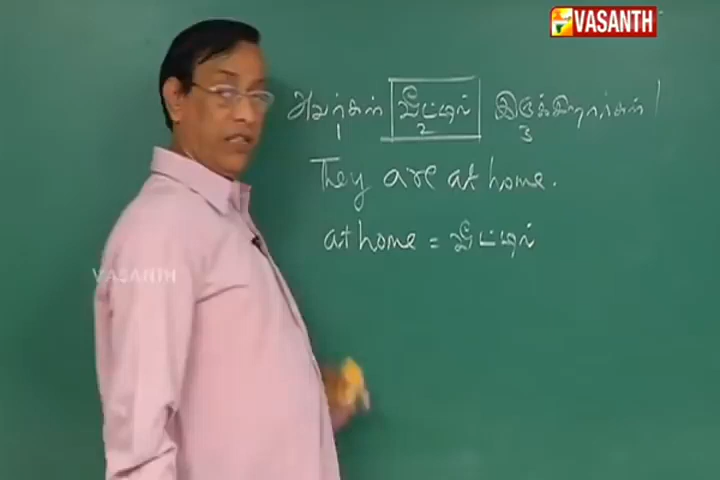 VASANTH
அவர்கள் வீட்டில் இருக்கிறார்கள்
1 2 3
They are at home.
at home = வீட்டில்
VASANTH